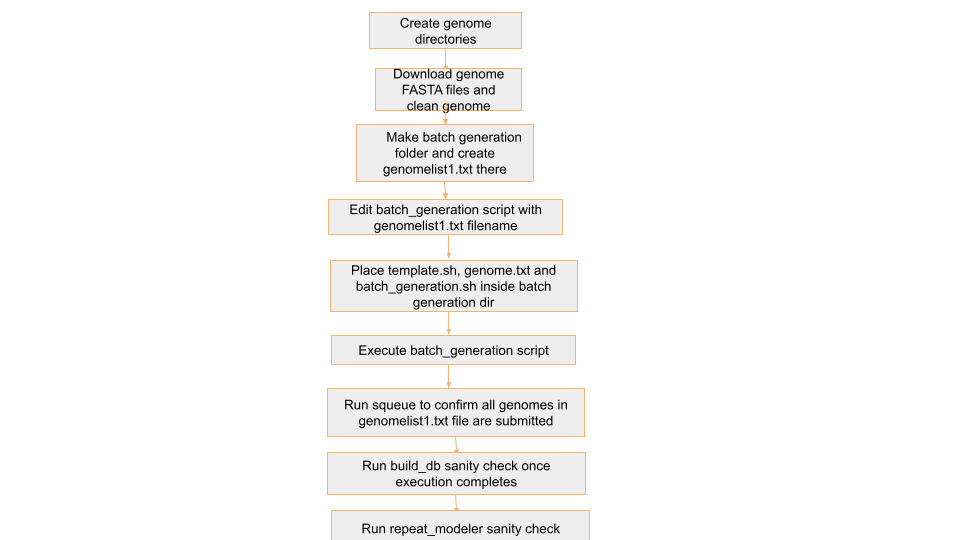 Create genome
directories
Download genome
FASTA files and
clean genome
Make batch generation
folder and create
genomelist1.txt there
Edit batch_generation script with
genomelist1.txt filename
Place template.sh, genome.txt and
batch_generation.sh inside batch
generation dir
Execute batch_generation script
Run squeue to confirm all genomes in
genomelist1.txt file are submitted
Run build_db sanity check once
execution completes
Run repeat_modeler sanity check